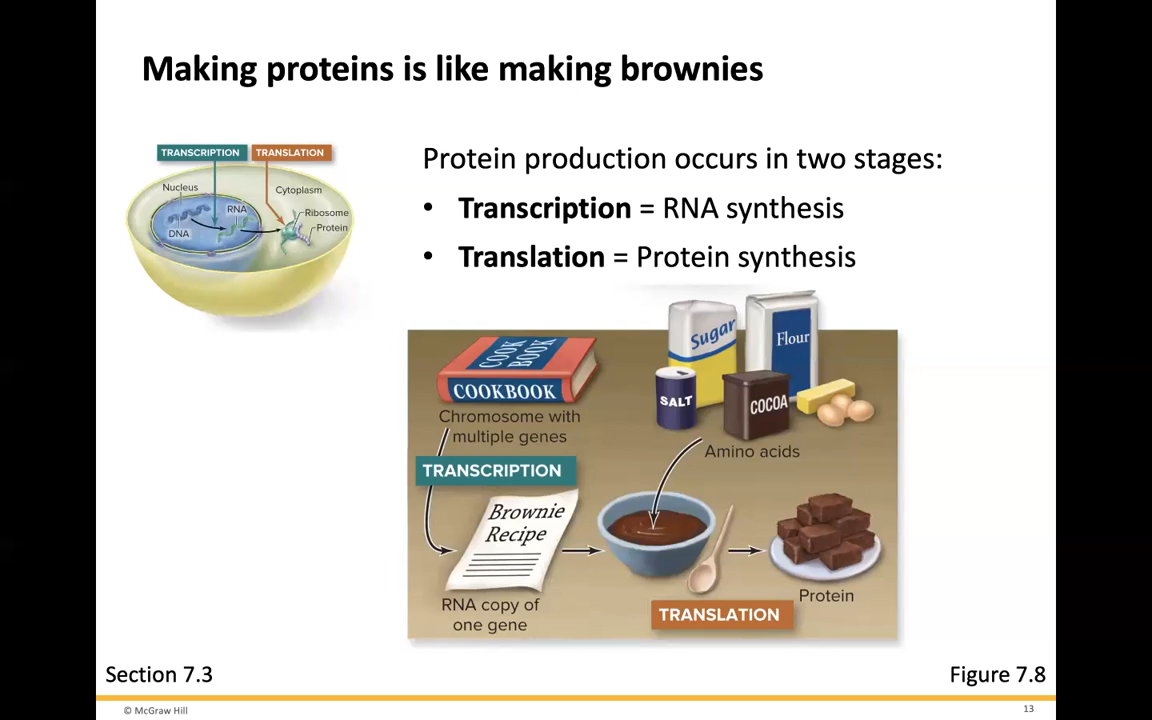 Making proteins is like making brownies
TRANSCRIPTION
TRANSLATION
Nucleus
Cytoplasm
RNA
Ribosome
DNA
Protein
Protein production occurs in two stages:
• Transcription = RNA synthesis
• Translation = Protein synthesis
COOK
BOOK
COOKBOOK
Chromosome with
multiple genes
Sugar
Flour
SALT
COCOA
Amino acids
TRANSCRIPTION
Brownie
Recipe
RNA copy of
one gene
TRANSLATION
Protein
Section 7.3
Figure 7.8
© McGraw Hill
13